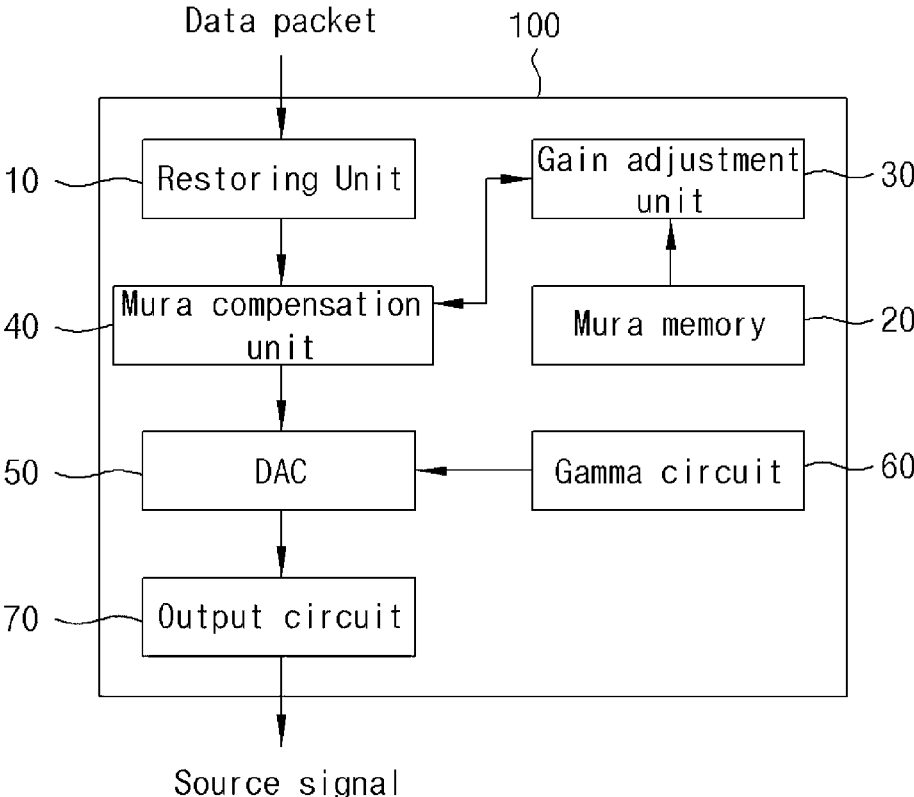 Data packet
100
10
Restoring Unit
Gain adjustment
unit
30
40
Mura compensation
unit
Mura memory
20
50
DAC
Gamma circuit
60
70
Output circuit
Source signal